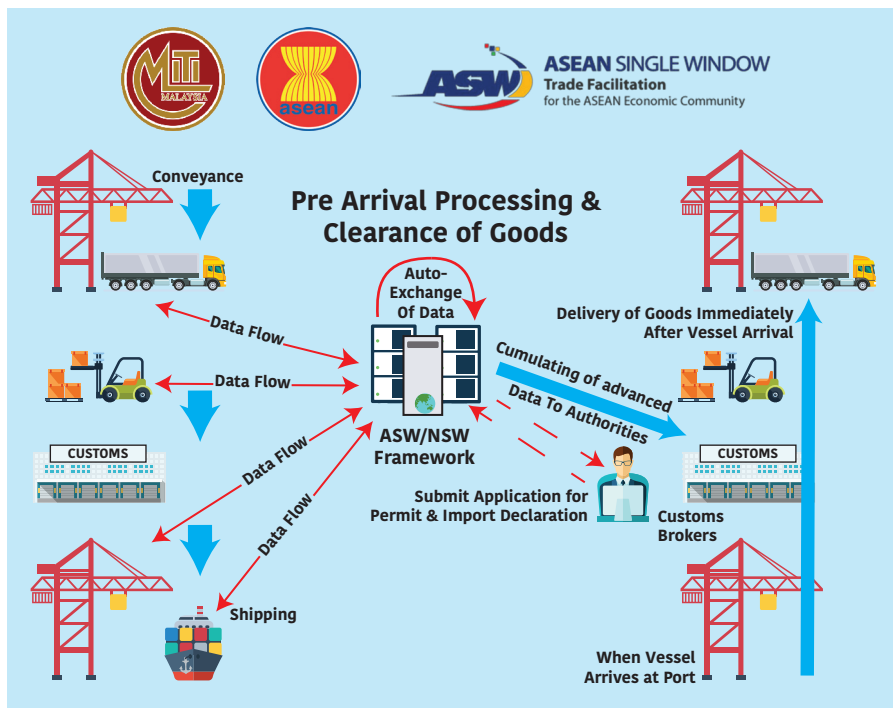 MITI
MALAYSIA
asean
ASW
ASEAN SINGLE WINDOW
Trade Facilitation
for the ASEAN Economic Community
Conveyance
Pre Arrival Processing &
Clearance of Goods
Auto-
Exchange
Of Data
Data Flow
Data Flow
Data Flow
Data Flow
ASW/NSW
Framework
CUSTOMS
Shipping
Cumulating of advanced
Data To Authorities
Submit Application for
Permit & Import Declaration
Customs
Brokers
Delivery of Goods Immediately
After Vessel Arrival
CUSTOMS
When Vessel
Arrives at Port